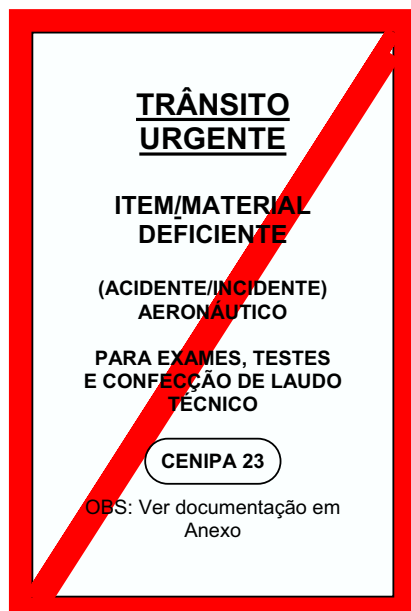 TRÂNSITO
URGENTE
ITEM/MATERIAL
DEFICIENTE
(ACIDENTE/INCIDENTE)
AERONÁUTICO
PARA EXAMES, TESTES
E CONFECÇÃO DE LAUDO
TÉCNICO
CENIPA 23
OBS: Ver documentação em
Anexo